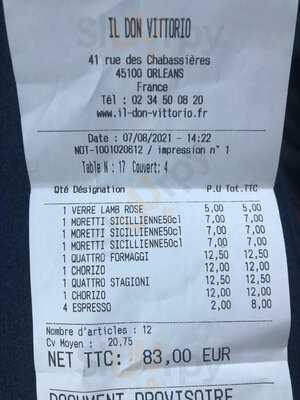 IL DON VITTORIO
41 rue des Chabassières
45100 ORLEANS
France
Tél : 02 34 50 08 20
www.il-don-vittorio.fr
Date : 07/08/2021 - 14:22
NOT-1001020812 / impression n° 1
Table N : 17 Couvert: 4
Qté Désignation P.U Tot.TTC
1 VERRE LAMB ROSE 5,00 5,00
1 MORETTI SICILLIENNE50cl 7,00 7,00
1 MORETTI SICILLIENNE50cl 7,00 7,00
1 MORETTI SICILLIENNE50cl 7,00 7,00
1 QUATTRO FORMAGGI 12,50 12,50
1 CHORIZO 12,00 12,00
1 QUATTRO STAGIONI 12,50 12,50
1 CHORIZO 12,00 12,00
4 ESPRESSO 2,00 8,00
Nombre d'articles : 12
Cv Moyen : 20,75
NET TTC: 83,00 EUR
DOCUMENT PROVISOIRE